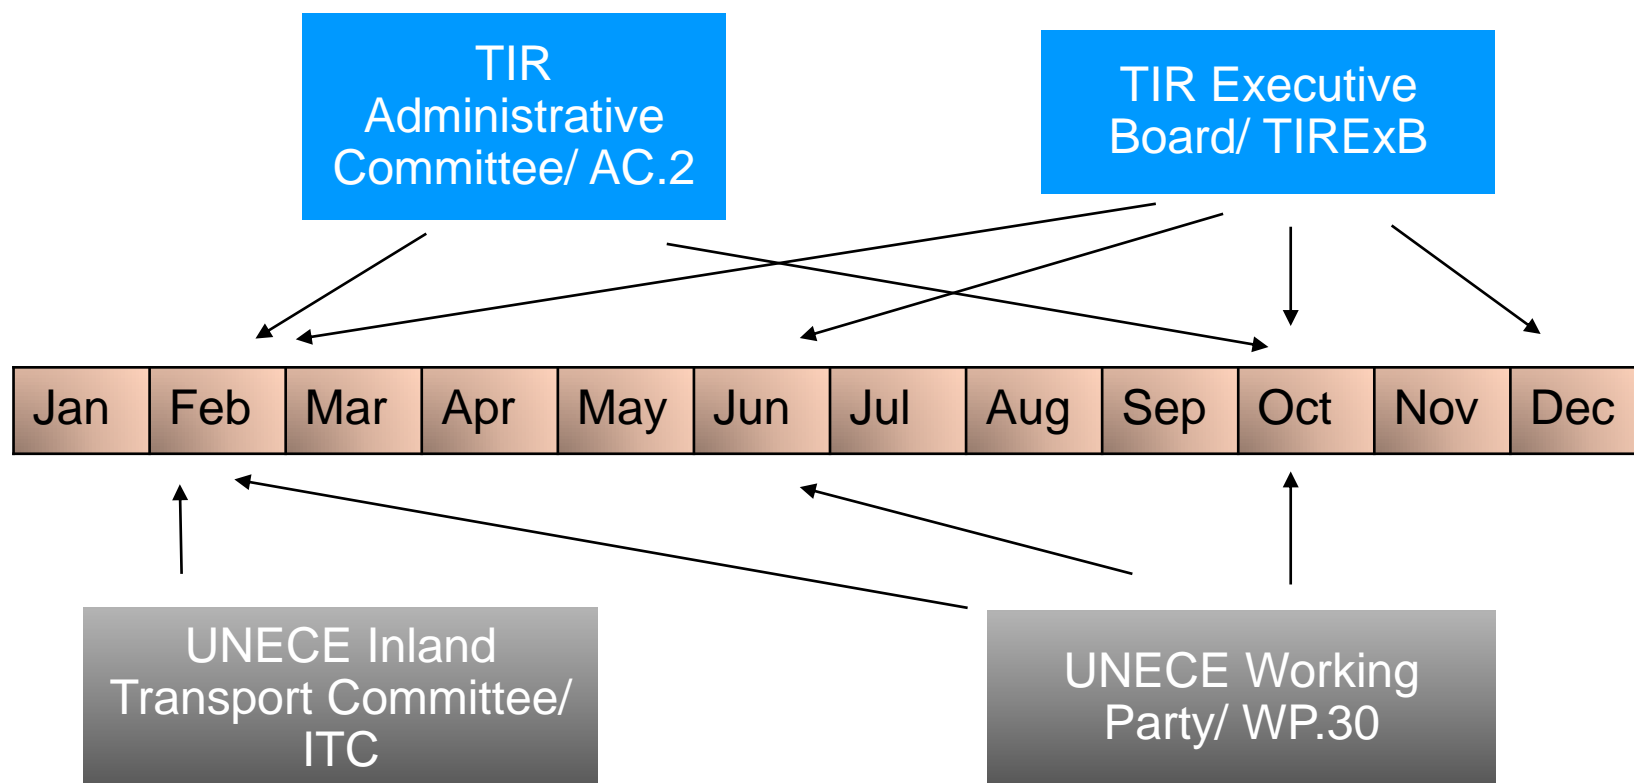 TIR
Administrative
Committee/ AC.2
TIR Executive
Board/ TIRExB
Jan Feb Mar Apr May Jun Jul Aug Sep Oct Nov Dec
UNECE Inland
Transport Committee/
ITC
UNECE Working
Party/ WP.30